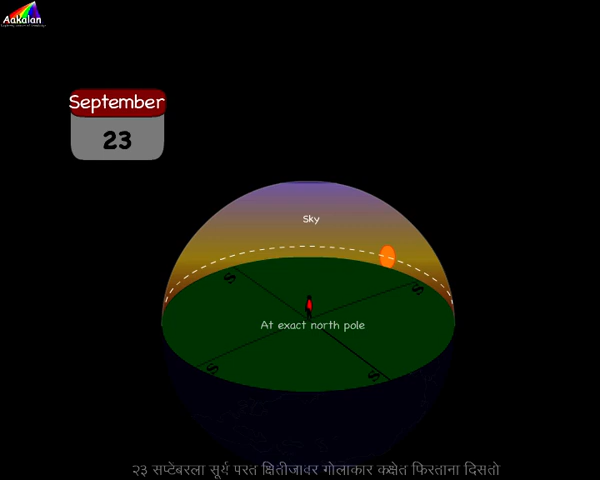 Aakalan
September
23
Sky
S
S
At exact north pole
S
S
२३ सप्टेंबरला सूर्य परत क्षितीजावर गोलाकार कक्षेत फिरताना दिसतो